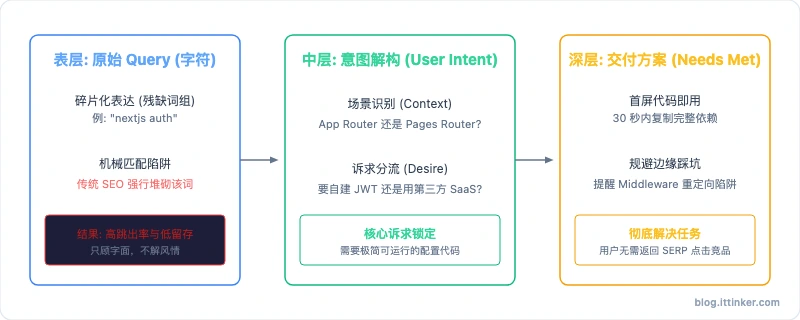 表层: 原始 Query (字符)
碎片化表达 (残缺词组)
例: "nextjs auth"
机械匹配陷阱
传统 SEO 强行堆砌该词
结果: 高跳出率与低留存
只顾字面，不解风情
中层: 意图解构 (User Intent)
场景识别 (Context)
App Router 还是 Pages Router?
诉求分流 (Desire)
要自建 JWT 还是用第三方 SaaS?
核心诉求锁定
需要极简可运行的配置代码
深层: 交付方案 (Needs Met)
首屏代码即用
30 秒内复制完整依赖
规避边缘踩坑
提醒 Middleware 重定向陷阱
彻底解决任务
用户无需返回 SERP 点击竞品
blog.ittinker.com